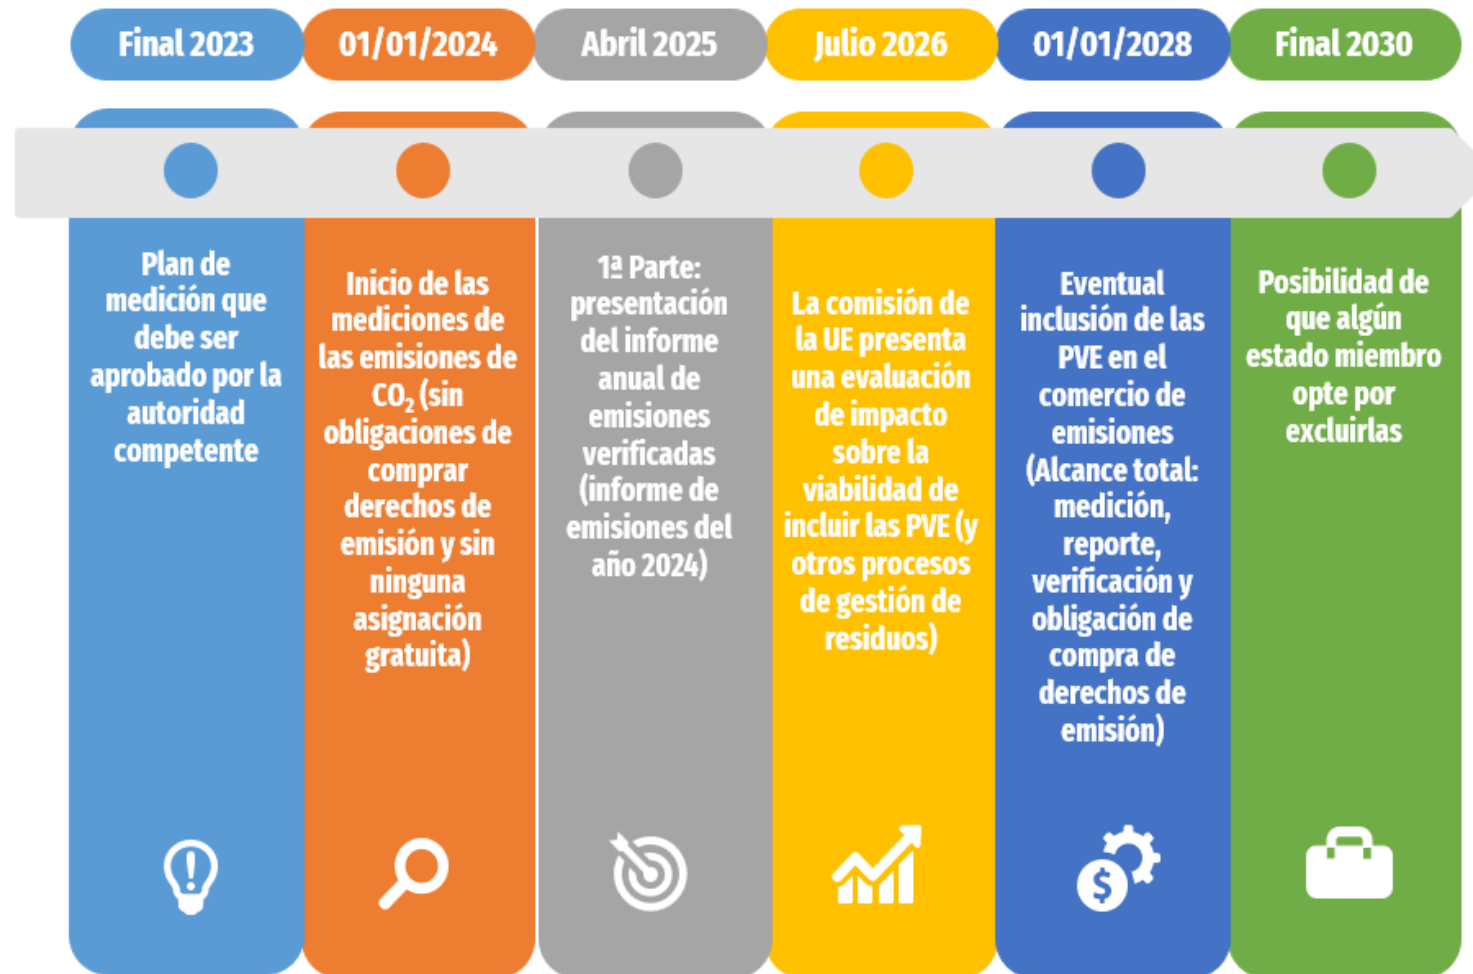 Final 2023
01/01/2024
Abril 2025
Julio 2026
01/01/2028
Final 2030
Plan de
medición que
debe ser
aprobado por la
autoridad
competente
Inicio de las
mediciones de
las emisiones de
CO₂ (sin
obligaciones de
comprar
derechos de
emisión y sin
ninguna
asignación
gratuita)
1ª Parte:
presentación
del informe
anual de
emisiones
verificadas
(informe de
emisiones del
año 2024)
La comisión de
la UE presenta
una evaluación
de impacto
sobre la
viabilidad de
incluir las PVE (y
otros procesos
de gestión de
residuos)
Eventual
inclusión de las
PVE en el
comercio de
emisiones
(Alcance total:
medición,
reporte,
verificación y
obligación de
compra de
derechos de
emisión)
Posibilidad de
que algún
estado miembro
opte por
excluirlas
$